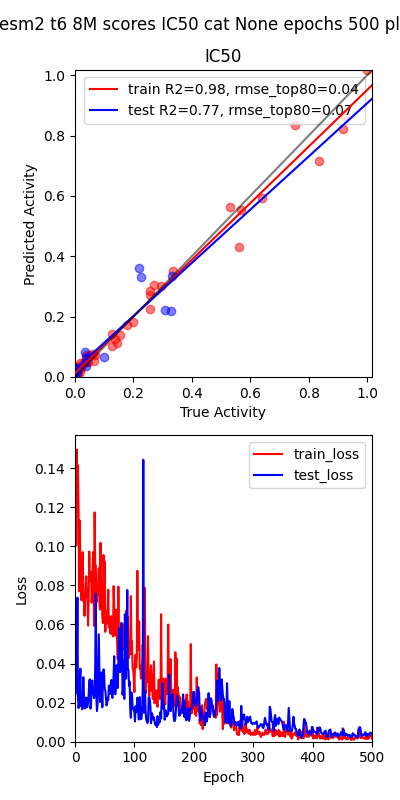 esm2 t6 8M scores IC50 cat None epochs 500 pl
IC50
train R2=0.98, rmse_top80=0.04
test R2=0.77, rmse_top80=0.07
1.0
0.8
0.6
0.4
0.2
0.0
Predicted Activity
0.0 0.2 0.4 0.6 0.8 1.0
True Activity
train_loss
test_loss
0.14
0.12
0.10
0.08
0.06
0.04
0.02
0.00
Loss
0 100 200 300 400 500
Epoch